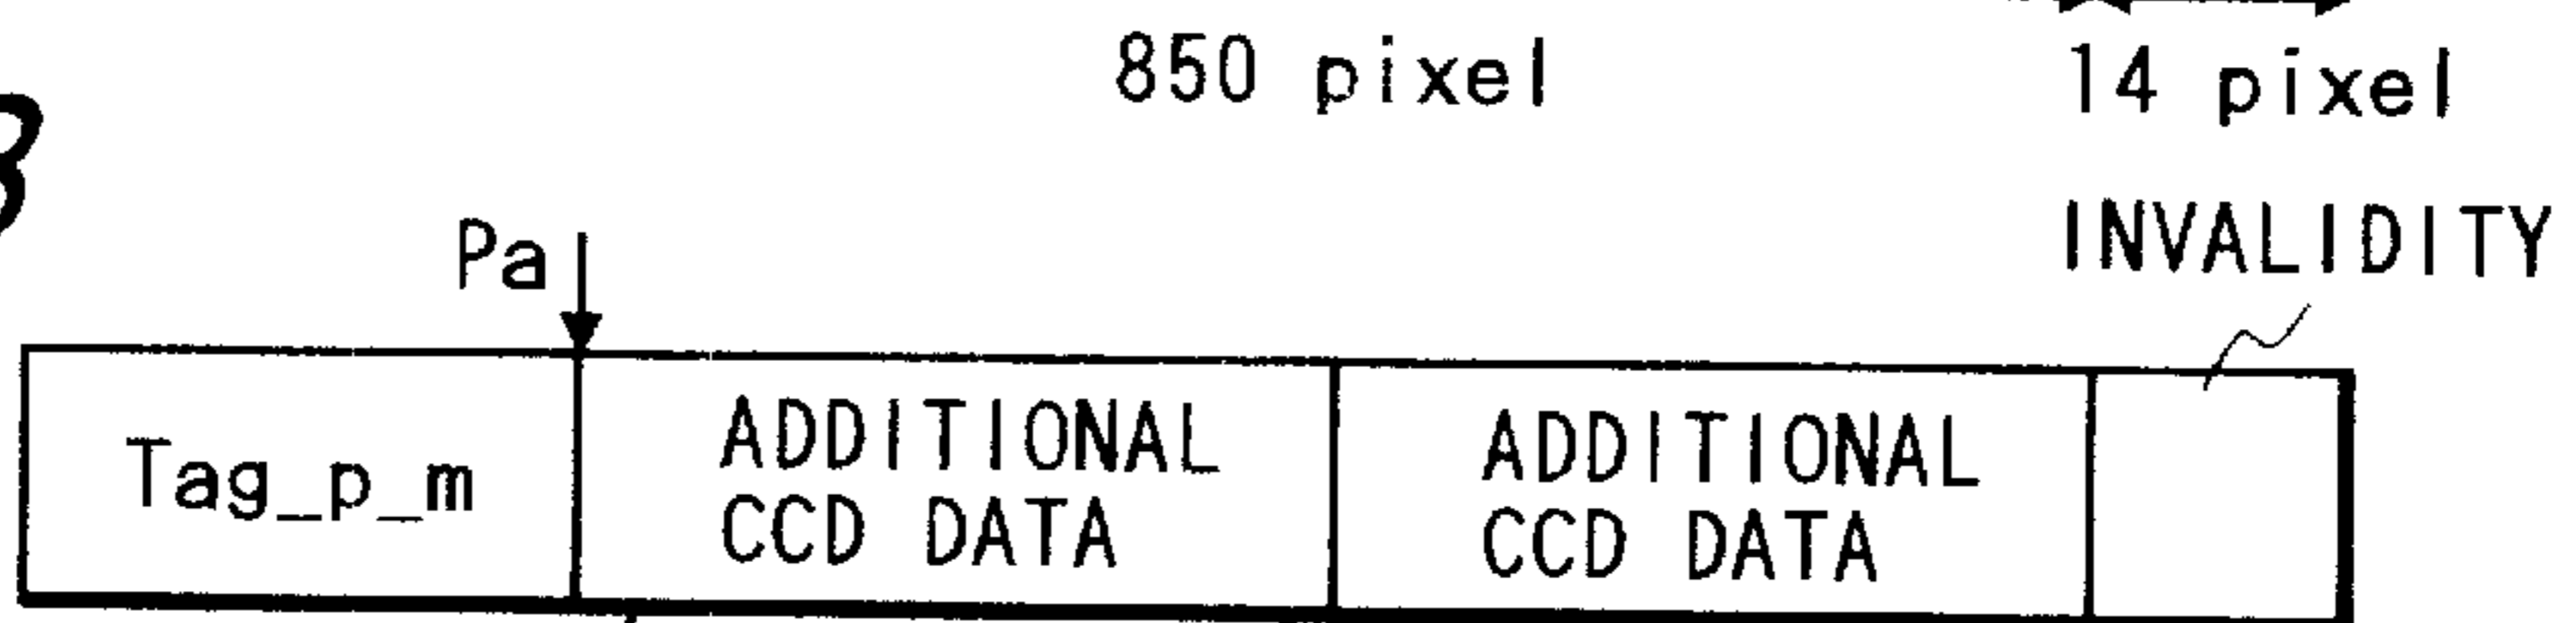 850 pixel
14 pixel
Pa
INVALIDITY
Tag_p_m
ADDITIONAL
CCD DATA
ADDITIONAL
CCD DATA